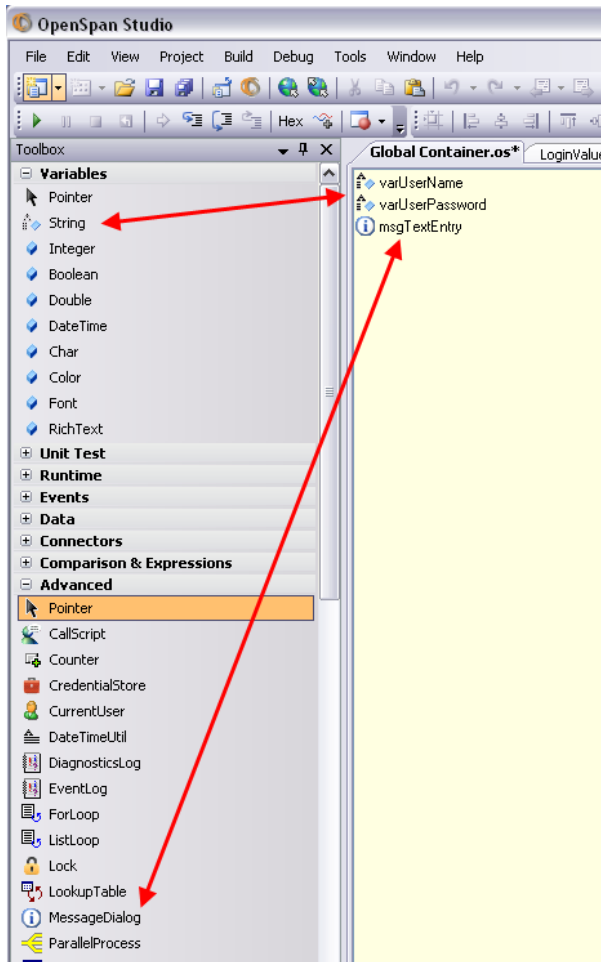 OpenSpan Studio
File Edit View Project Build Debug Tools Window Help
Hex
Toolbox
Global Container.os* LoginValue
Variables
Pointer
String
Integer
Boolean
Double
DateTime
Char
Color
Font
RichText
Unit Test
Runtime
Events
Data
Connectors
Comparison & Expressions
Advanced
Pointer
CallScript
Counter
CredentialStore
CurrentUser
DateTimeUtil
DiagnosticsLog
EventLog
ForLoop
ListLoop
Lock
LookupTable
MessageDialog
ParallelProcess
varUserName
varUserPassword
msgTextEntry